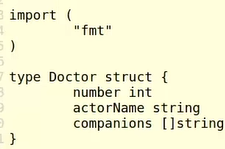 import (
"fmt"
)
type Doctor struct {
number int
actorName string
companions []string
}